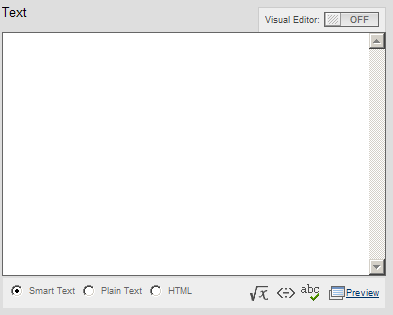 Text
Visual Editor: OFF
Smart Text Plain Text HTML √x abc Preview